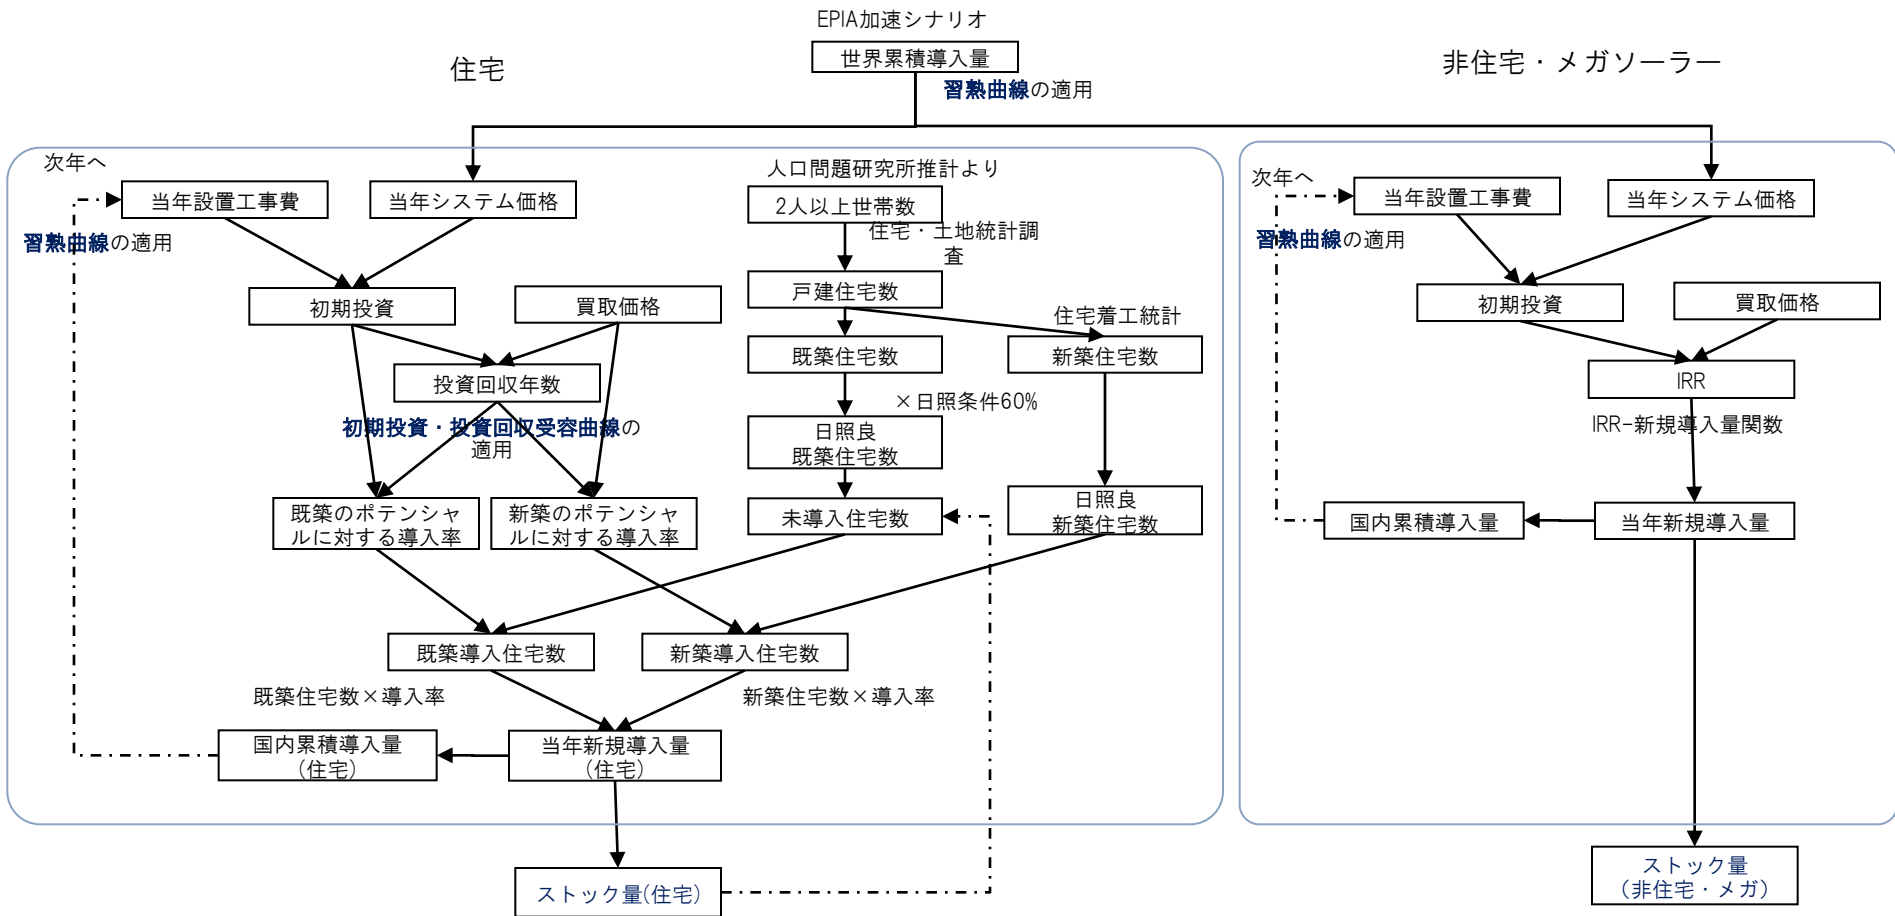 EPIA加速シナリオ
世界累積導入量
習熟曲線の適用
住宅
非住宅・メガソーラー
次年へ
当年設置工事費
当年システム価格
習熟曲線の適用
初期投資
買取価格
投資回収年数
初期投資・投資回収受容曲線の
適用
既築のポテンシャ
ルに対する導入率
新築のポテンシャ
ルに対する導入率
人口問題研究所推計より
2人以上世帯数
住宅・土地統計調
査
戸建住宅数
住宅着工統計
既築住宅数
新築住宅数
×日照条件60%
日照良
既築住宅数
未導入住宅数
日照良
新築住宅数
既築導入住宅数
新築導入住宅数
既築住宅数×導入率
新築住宅数×導入率
国内累積導入量
(住宅)
当年新規導入量
(住宅)
ストック量(住宅)
次年へ
当年設置工事費
当年システム価格
習熟曲線の適用
初期投資
買取価格
IRR
IRR-新規導入量関数
国内累積導入量
当年新規導入量
ストック量
（非住宅・メガ）